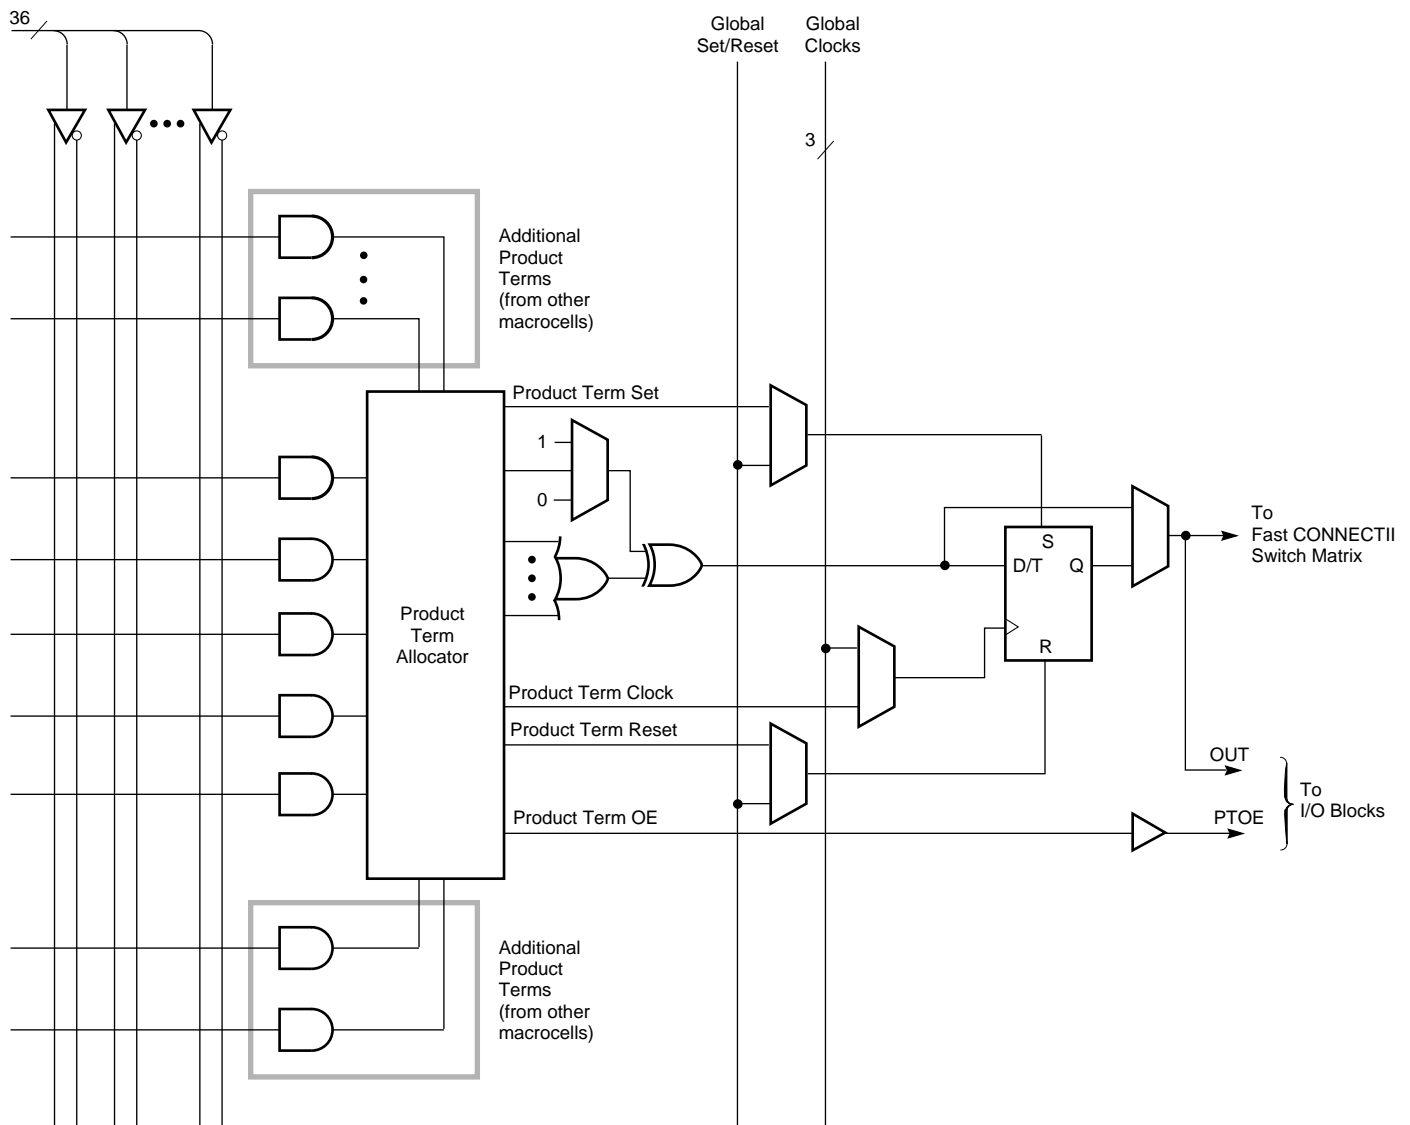 36
Global
Set/Reset
Global
Clocks
3
Additional
Product
Terms
(from other
macrocells)
Product Term Set
1
0
Product
Term
Allocator
D/T
S
Q
R
To
Fast CONNECTII
Switch Matrix
Product Term Clock
Product Term Reset
Product Term OE
OUT
PTOE
To
I/O Blocks
Additional
Product
Terms
(from other
macrocells)